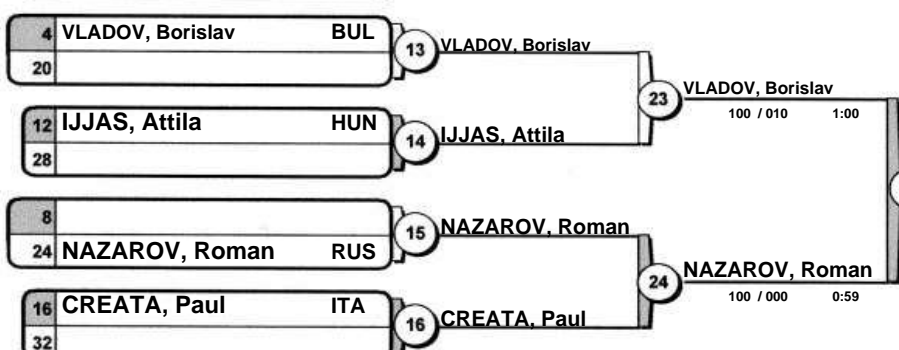 4 VLADOV, Borislav BUL
20
13 VLADOV, Borislav
23 VLADOV, Borislav
100 / 010 1:00
12 IJJAS, Attila HUN
28
14 IJJAS, Attila
8
24 NAZAROV, Roman RUS
15 NAZAROV, Roman
24 NAZAROV, Roman
100 / 000 0:59
16 CREATA, Paul ITA
32
16 CREATA, Paul